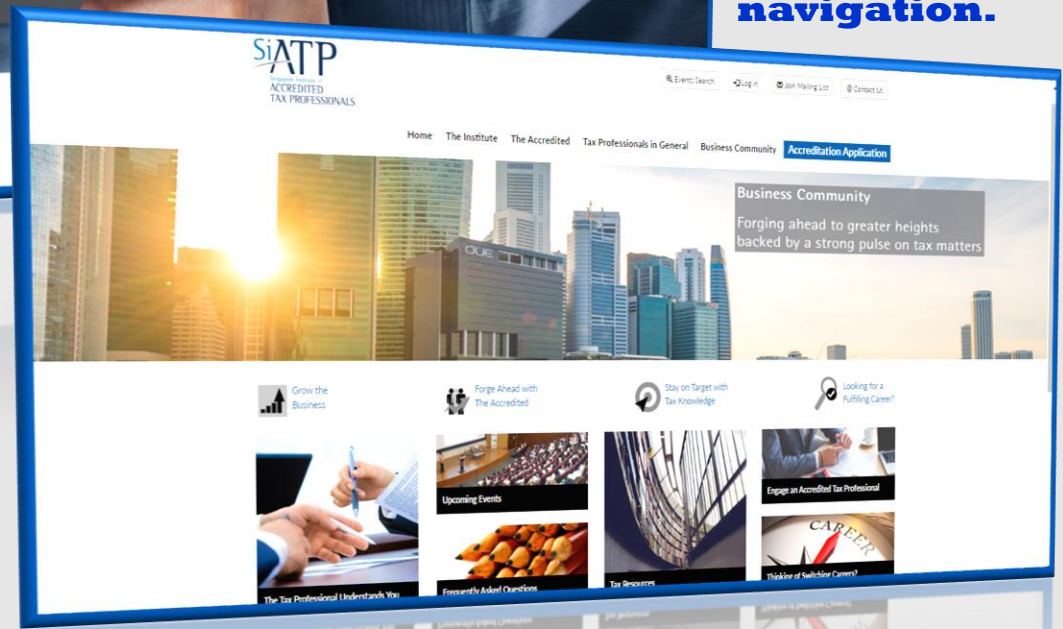 navigation.
SiATP
Singapore Institute of
ACCREDITED
TAX PROFESSIONALS
Events Search
Log in
Join Mailing List
Contact Us
Home The Institute The Accredited Tax Professionals in General Business Community Accreditation Application
Business Community
Forging ahead to greater heights
backed by a strong pulse on tax matters
OUE
Grow the
Business
Forge Ahead with
The Accredited
Stay on Target with
Tax Knowledge
Looking for a
Fulfilling Career?
Upcoming Events
Engage an Accredited Tax Professional
CAREER
The Tax Professional Understands You
Frequently Asked Questions
Tax Resources
Thinking of Switching Careers?